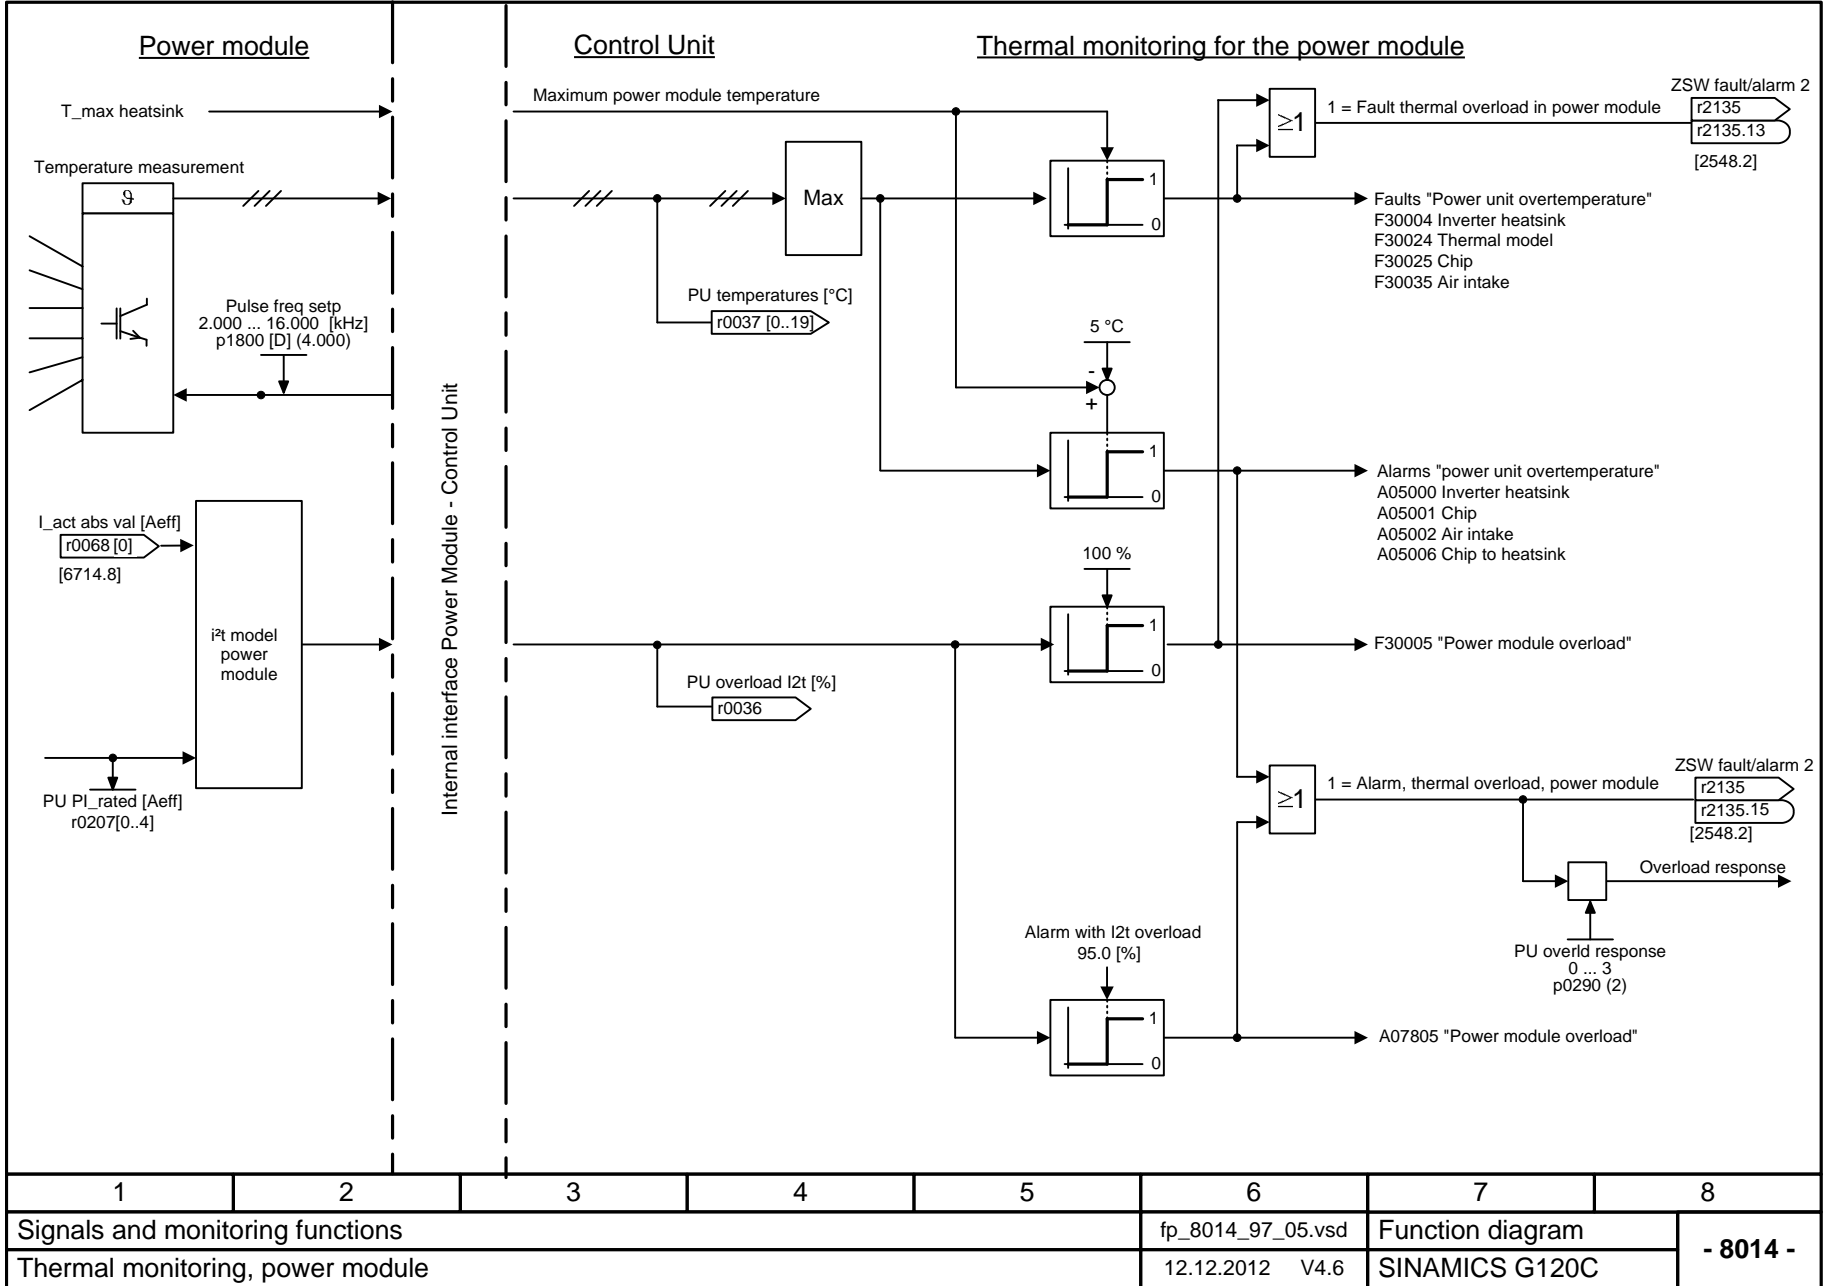 Power module
Control Unit
Thermal monitoring for the power module
T_max heatsink
Maximum power module temperature
≥1
1 = Fault thermal overload in power module
ZSW fault/alarm 2
r2135
r2135.13
[2548.2]
Temperature measurement
ϑ
Max
1
0
Faults "Power unit overtemperature"
F30004 Inverter heatsink
F30024 Thermal model
F30025 Chip
F30035 Air intake
Pulse freq setp
2.000 ... 16.000 [kHz]
p1800 [D] (4.000)
PU temperatures [°C]
r0037 [0..19]
5 °C
-
+
Internal interface Power Module - Control Unit
1
0
Alarms "power unit overtemperature"
A05000 Inverter heatsink
A05001 Chip
A05002 Air intake
A05006 Chip to heatsink
I_act abs val [Aeff]
r0068 [0]
[6714.8]
i²t model
power
module
100 %
1
0
F30005 "Power module overload"
PU overload I2t [%]
r0036
PU PI_rated [Aeff]
r0207[0..4]
≥1
1 = Alarm, thermal overload, power module
ZSW fault/alarm 2
r2135
r2135.15
[2548.2]
Overload response
PU overld response
0 ... 3
p0290 (2)
Alarm with I2t overload
95.0 [%]
1
0
A07805 "Power module overload"
1 2 3 4 5 6 7 8
Signals and monitoring functions
fp_8014_97_05.vsd
Function diagram
- 8014 -
Thermal monitoring, power module
12.12.2012 V4.6
SINAMICS G120C